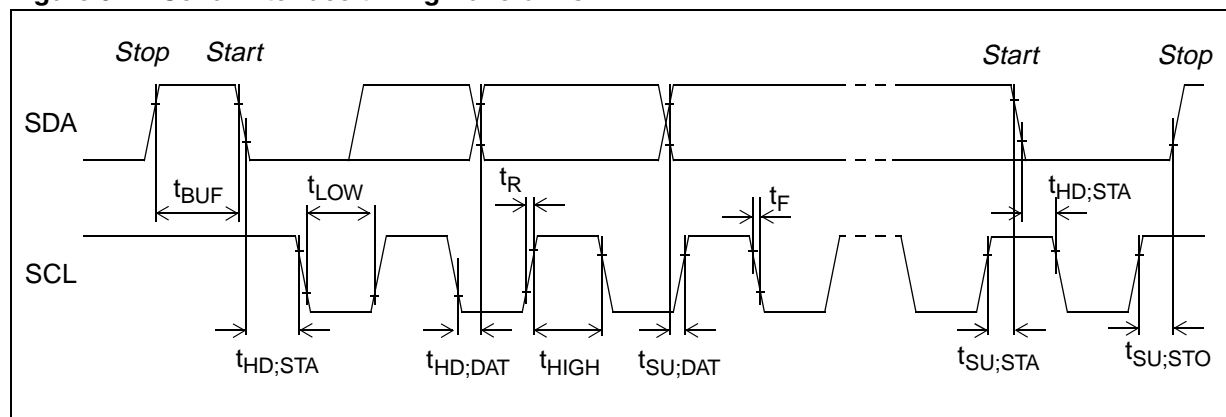 Stop Start Start Stop
SDA
tBUF tLOW tR tF tHD;STA
SCL
tHD;STA tHD;DAT tHIGH tSU;DAT tSU;STA tSU;STO